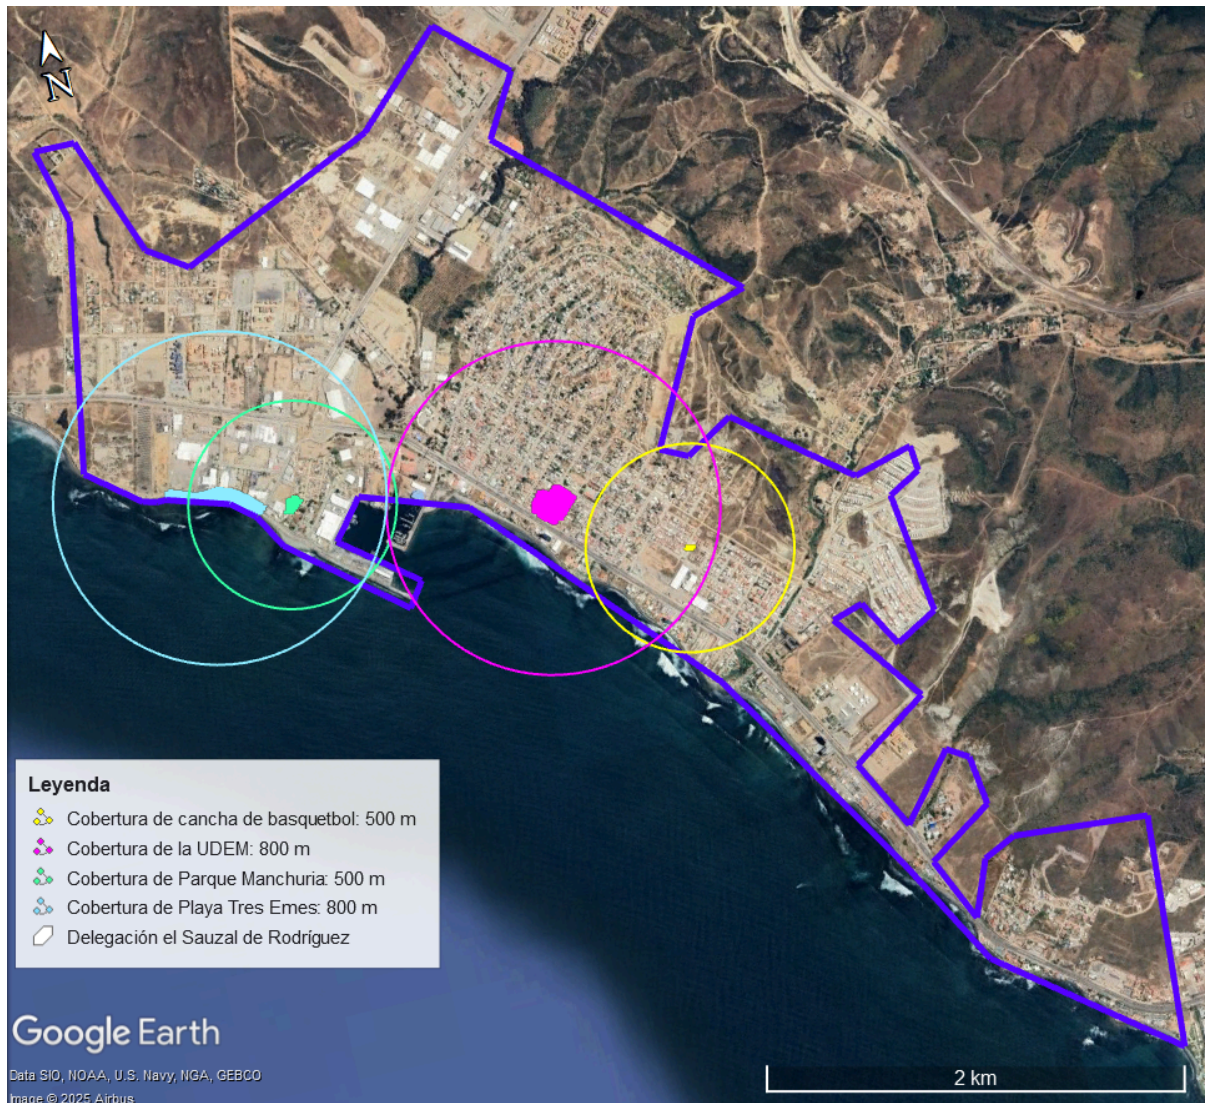 N
Leyenda
Cobertura de cancha de basquetbol: 500 m
Cobertura de la UDEM: 800 m
Cobertura de Parque Manchuria: 500 m
Cobertura de Playa Tres Emes: 800 m
Delegación el Sauzal de Rodríguez
Google Earth
Data SIO, NOAA, U.S. Navy, NGA, GEBCO
Image © 2025 Airbus
2 km